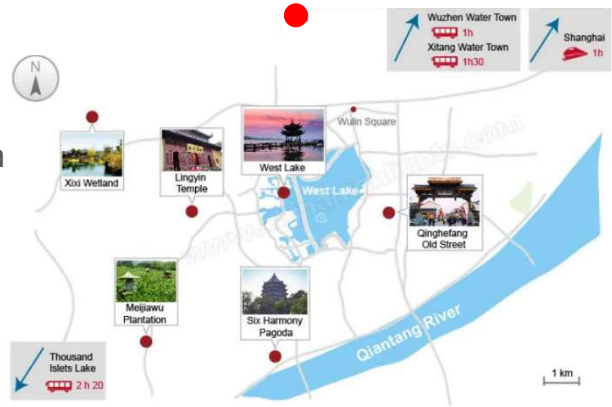 Wuzhen Water Town
1h
Xitang Water Town
1h30
Shanghai
1h
N
Wulin Square
Xixi Wetland
Lingyin
Temple
West Lake
West Lake
Qinghefang
Old Street
Meijiawu
Plantation
Six Harmony
Pagoda
Qiantang River
Thousand
Islets Lake
2 h 20
1 km